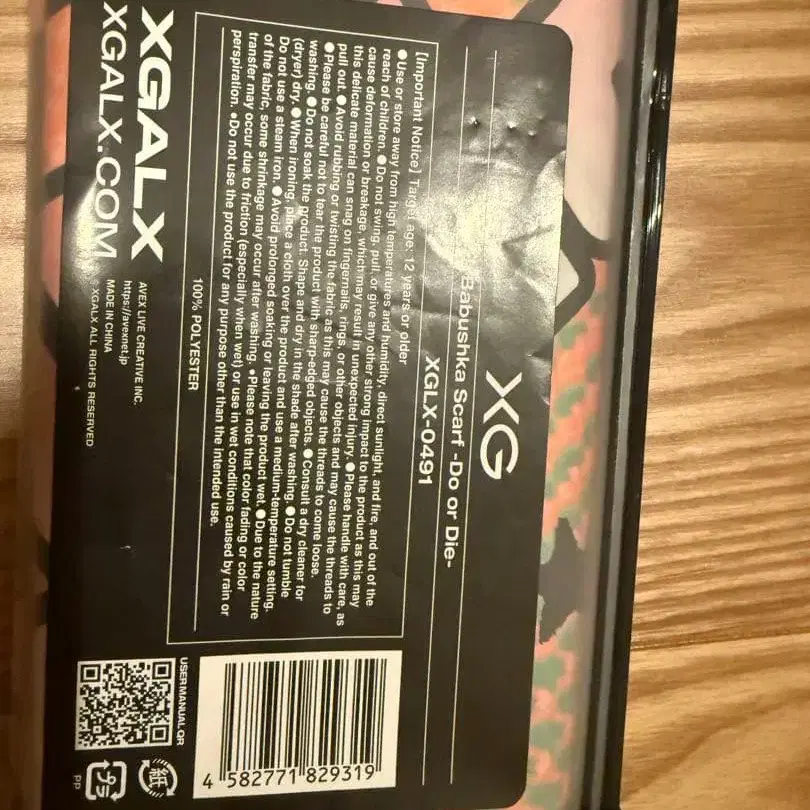 XG
Babushka Scarf -Do or Die-
XGLX-0491
【Important Notice】 Target age: 12 years or older
●Use or store away from high temperatures and humidity, direct sunlight, and fire, and out of the
reach of children. ●Do not swing, pull, or give any other strong impact to the product as this may
cause deformation or breakage, which may result in unexpected injury. ●Please handle with care, as
this delicate material can snag on fingernails, rings, or other objects and may cause the threads to
pull out. ●Avoid rubbing or twisting the fabric as this may cause the threads to come loose.
●Please be careful not to tear the product with sharp-edged objects. ●Consult a dry cleaner for
washing. ●Do not soak the product. Shape and dry in the shade after washing. ●Do not tumble
(dryer) dry. ●When ironing, place a cloth over the product and use a medium-temperature setting.
Do not use a steam iron. ●Avoid prolonged soaking or leaving the product wet. ●Due to the nature
of the fabric, some shrinkage may occur after washing. ●Please note that color fading or color
transfer may occur due to friction (especially when wet) or use in wet conditions caused by rain or
perspiration. ●Do not use the product for any purpose other than the intended use.
100% POLYESTER
XGALX
XGALX.COM
AVEX LIVE CREATIVE INC.
https://avexnet.jp
MADE IN CHINA
©XGALX ALL RIGHTS RESERVED
USER MANUAL QR
4 582771 829319
紙
プラ
PP